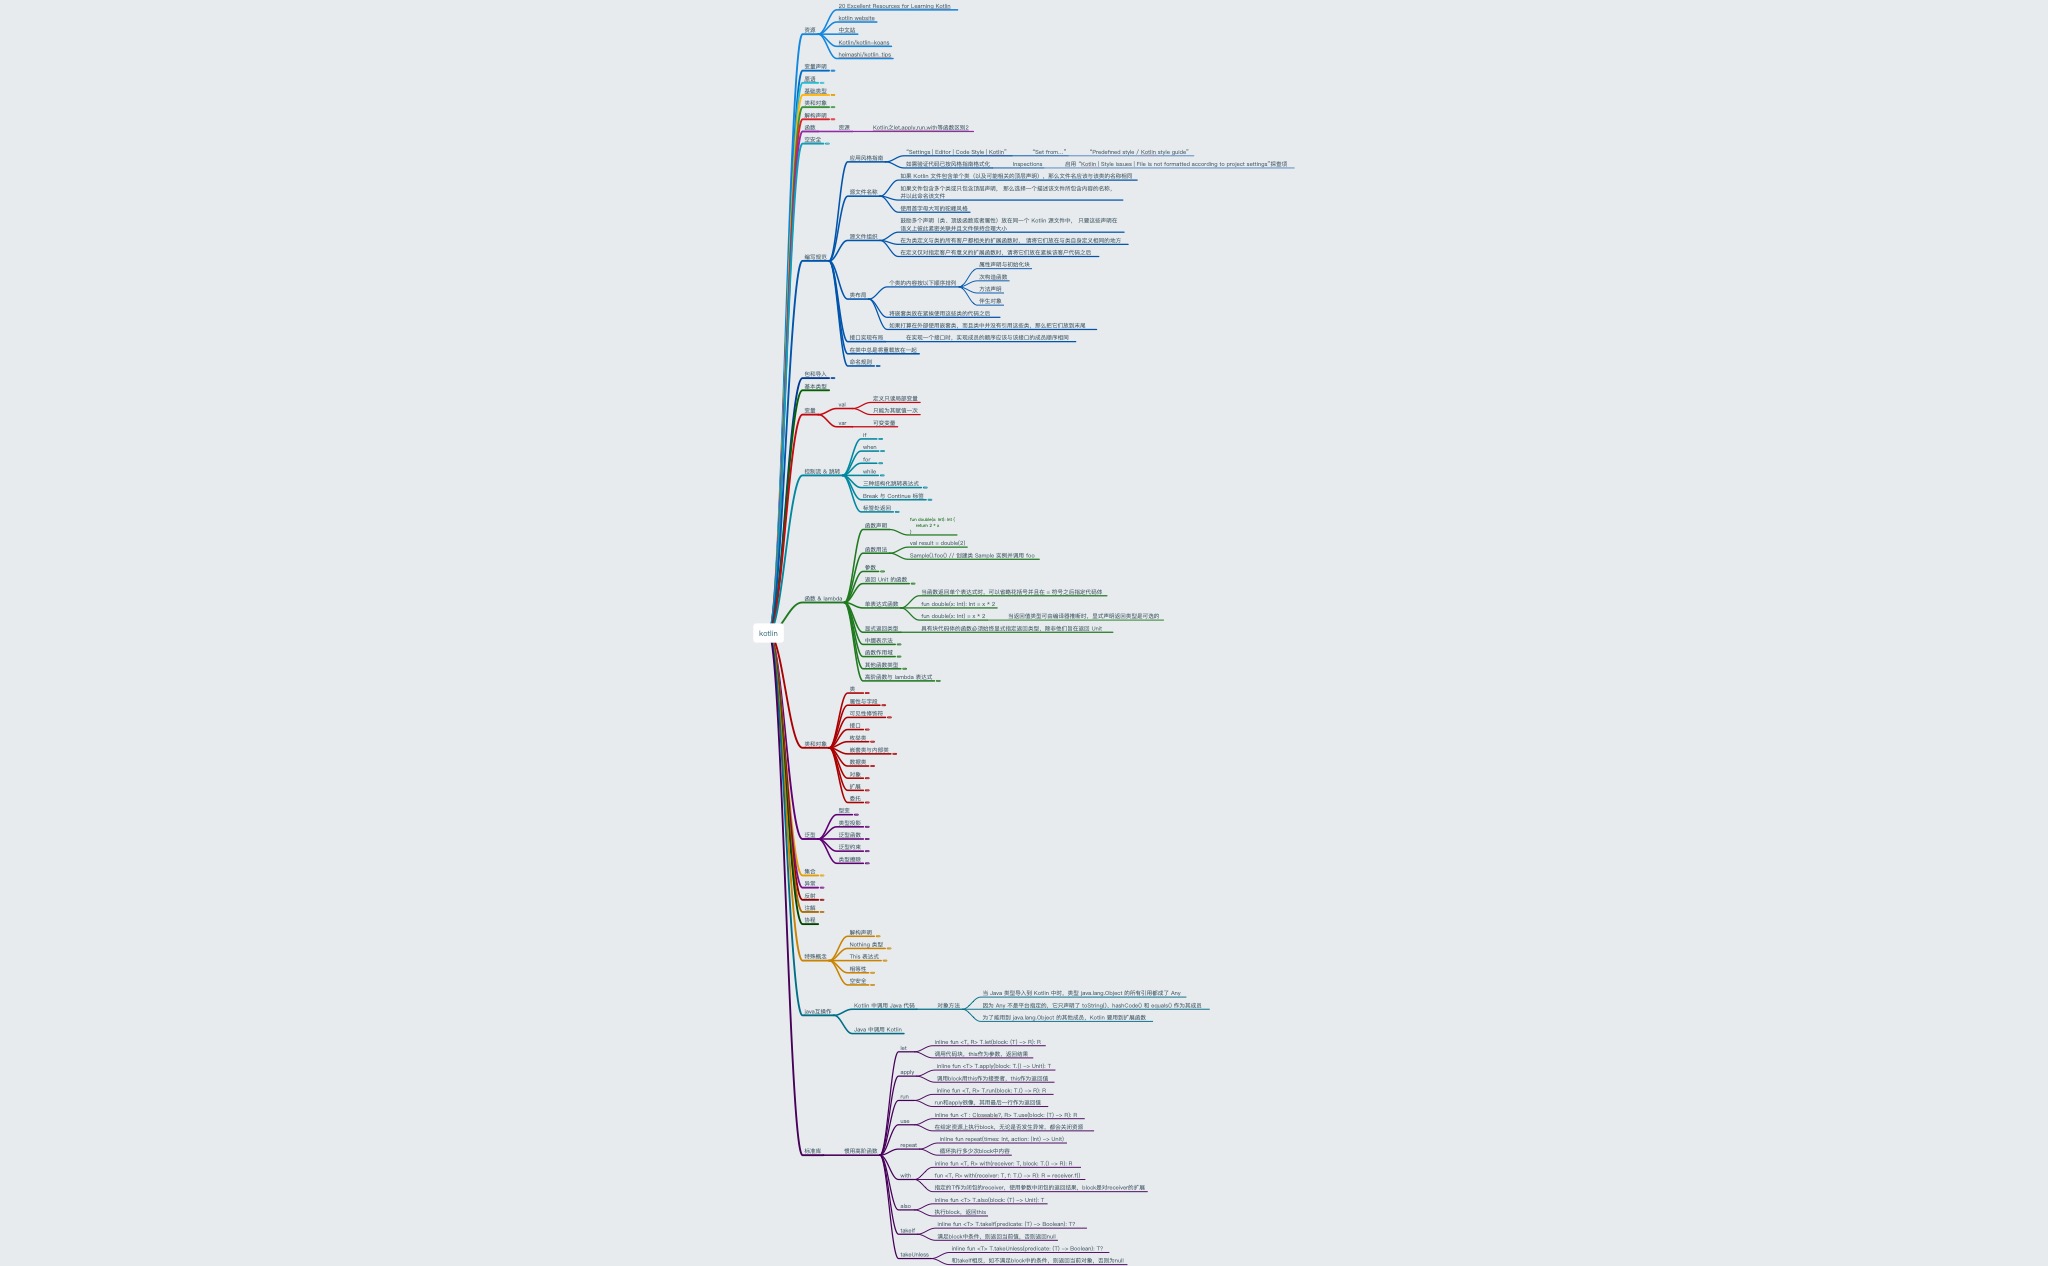 20 Excellent Resources for Learning Kotlin
kotlin website
资源
中文站
Kotlin/kotlin-koans
heimashi/kotlin_tips
变量声明
原语
基础类型
类和对象
解构声明
函数
资源
Kotlin之let,apply,run,with等函数区别2
空安全
应用风格指南
"Settings | Editor | Code Style | Kotlin"
"Set from..."
"Predefined style / Kotlin style guide"
如需验证代码已按风格指南格式化
Inspections
启用 "Kotlin | Style issues | File is not formatted according to project settings"探查项
源文件名称
如果 Kotlin 文件包含单个类（以及可能相关的顶层声明），那么文件名应该与该类的名称相同
如果文件包含多个类或只包含顶层声明， 那么选择一个描述该文件所包含内容的名称，
并以此命名该文件
使用首字母大写的驼峰风格
源文件组织
鼓励多个声明（类、顶级函数或者属性）放在同一个 Kotlin 源文件中， 只要这些声明在
语义上彼此紧密关联并且文件保持合理大小
在为类定义与类的所有客户都相关的扩展函数时， 请将它们放在与类自身定义相同的地方
在定义仅对指定客户有意义的扩展函数时，请将它们放在紧挨该客户代码之后
编写规范
类布局
个类的内容按以下顺序排列
属性声明与初始化块
次构造函数
方法声明
伴生对象
将嵌套类放在紧挨使用这些类的代码之后
如果打算在外部使用嵌套类，而且类中并没有引用这些类，那么把它们放到末尾
接口实现布局
在实现一个接口时，实现成员的顺序应该与该接口的成员顺序相同
在类中总是将重载放在一起
命名规则
包和导入
基本类型
变量
val
定义只读局部变量
只能为其赋值一次
var
可变变量
控制流 & 跳转
if
when
for
while
三种结构化跳转表达式
Break 与 Continue 标签
标签处返回
函数 & lambda
函数声明
fun double(x: Int): Int {
return 2 * x
}
函数用法
val result = double(2)
Sample().foo() // 创建类 Sample 实例并调用 foo
参数
返回 Unit 的函数
单表达式函数
当函数返回单个表达式时，可以省略花括号并且在 = 符号之后指定代码体
fun double(x: Int): Int = x * 2
fun double(x: Int) = x * 2
当返回值类型可由编译器推断时，显式声明返回类型是可选的
显式返回类型
具有块代码体的函数必须始终显式指定返回类型，除非他们旨在返回 Unit
中缀表示法
函数作用域
其他函数类型
高阶函数与 lambda 表达式
kotlin
类和对象
类
属性与字段
可见性修饰符
接口
枚举类
嵌套类与内部类
数据类
对象
扩展
委托
泛型
型变
类型投影
泛型函数
泛型约束
类型擦除
集合
异常
反射
注解
协程
特殊概念
解构声明
Nothing 类型
This 表达式
相等性
空安全
java互操作
Kotlin 中调用 Java 代码
对象方法
当 Java 类型导入到 Kotlin 中时，类型 java.lang.Object 的所有引用都成了 Any
因为 Any 不是平台指定的，它只声明了 toString()、hashCode() 和 equals() 作为其成员
为了能用到 java.lang.Object 的其他成员，Kotlin 要用到扩展函数
Java 中调用 Kotlin
标准库
惯用高阶函数
let
inline fun <T, R> T.let(block: (T) -> R): R
调用代码块，this作为参数，返回结果
apply
inline fun <T> T.apply(block: T.() -> Unit): T
调用block用this作为接受者，this作为返回值
run
inline fun <T, R> T.run(block: T.() -> R): R
run和apply很像，其用最后一行作为返回值
use
inline fun <T : Closeable?, R> T.use(block: (T) -> R): R
在给定资源上执行block，无论是否发生异常，都会关闭资源
repeat
inline fun repeat(times: Int, action: (Int) -> Unit)
循环执行多少次block中内容
with
inline fun <T, R> with(receiver: T, block: T.() -> R): R
fun <T, R> with(receiver: T, f: T.() -> R): R = receiver.f()
指定的T作为闭包的receiver，使用参数中闭包的返回结果，block是对receiver的扩展
also
inline fun <T> T.also(block: (T) -> Unit): T
执行block，返回this
takeIf
inline fun <T> T.takeIf(predicate: (T) -> Boolean): T?
满足block中条件，则返回当前值，否则返回null
takeUnless
inline fun <T> T.takeUnless(predicate: (T) -> Boolean): T?
和takeIf相反，如不满足block中的条件，则返回当前对象，否则为null